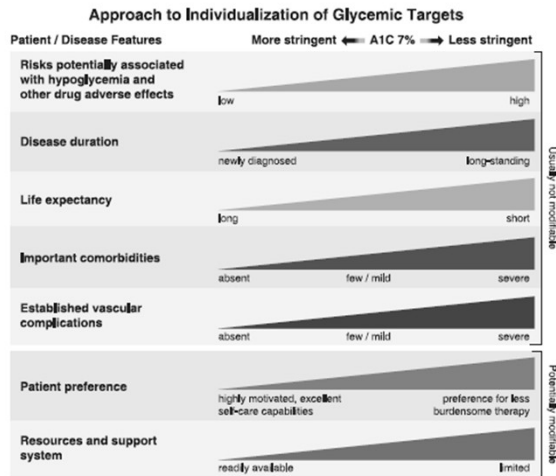 Approach to Individualization of Glycemic Targets
Patient / Disease Features
More stringent A1C 7% Less stringent
Risks potentially associated
with hypoglycemia and
other drug adverse effects
low high
Disease duration
newly diagnosed long-standing
Life expectancy
long short
Important comorbidities
absent few / mild severe
Established vascular
complications
absent few / mild severe
Usually not modifiable
Patient preference
highly motivated, excellent
self-care capabilities
preference for less
burdensome therapy
Resources and support
system
readily available limited
Potentially modifiable